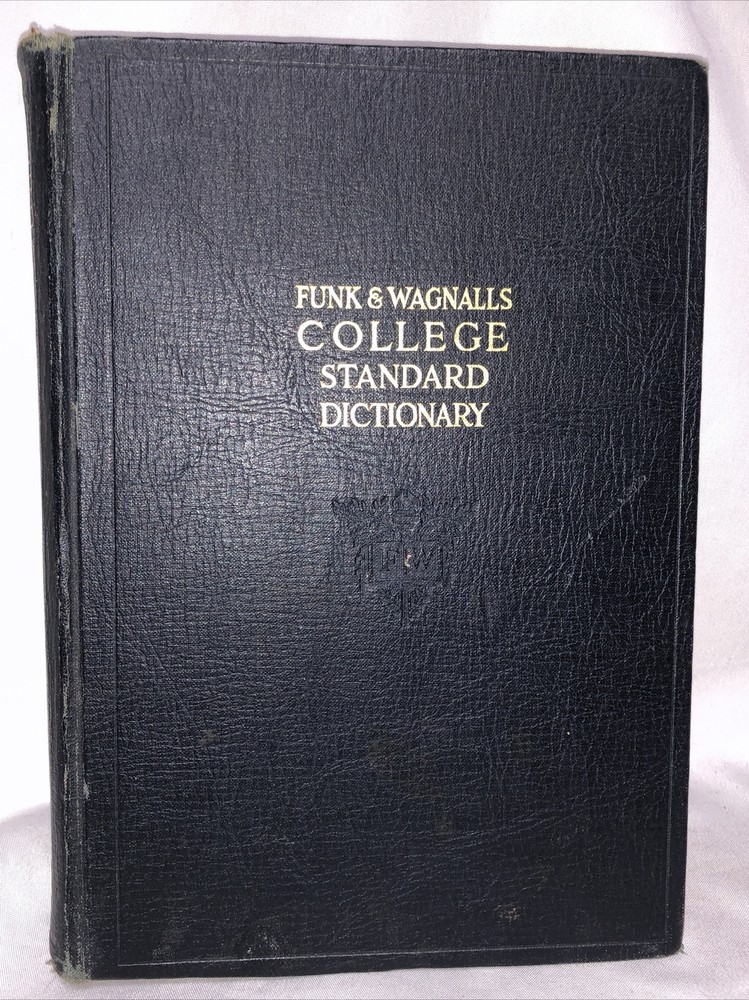 FUNK & WAGNALLS
COLLEGE
STANDARD
DICTIONARY
F W